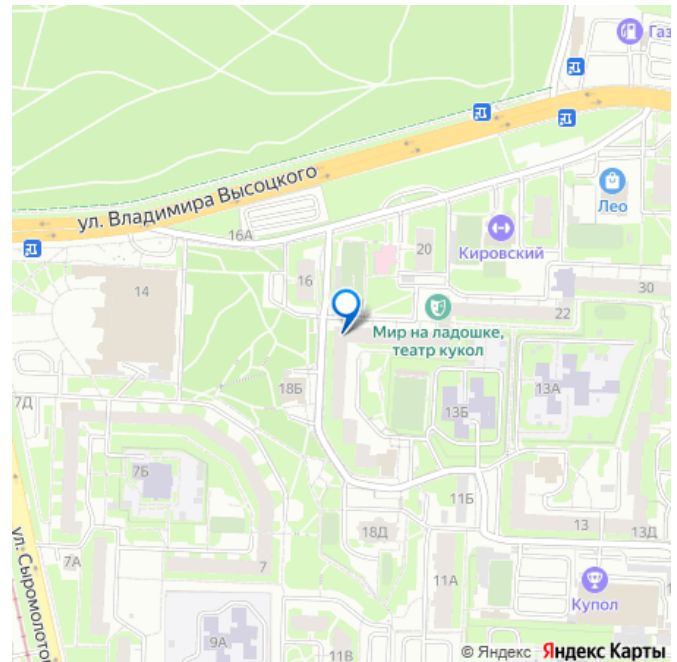 Газ
ул. Владимира Высоцкого
Лео
16А
Кировский
20
16
14
30
22
Мир на ладошке,
театр кукол
18Б
13А
7Д
13Б
7Б
11Б
13
13Д
18Д
7А
7
11А
ул. Сыромолото
Купол
9А
11В
© Яндекс Яндекс Карты